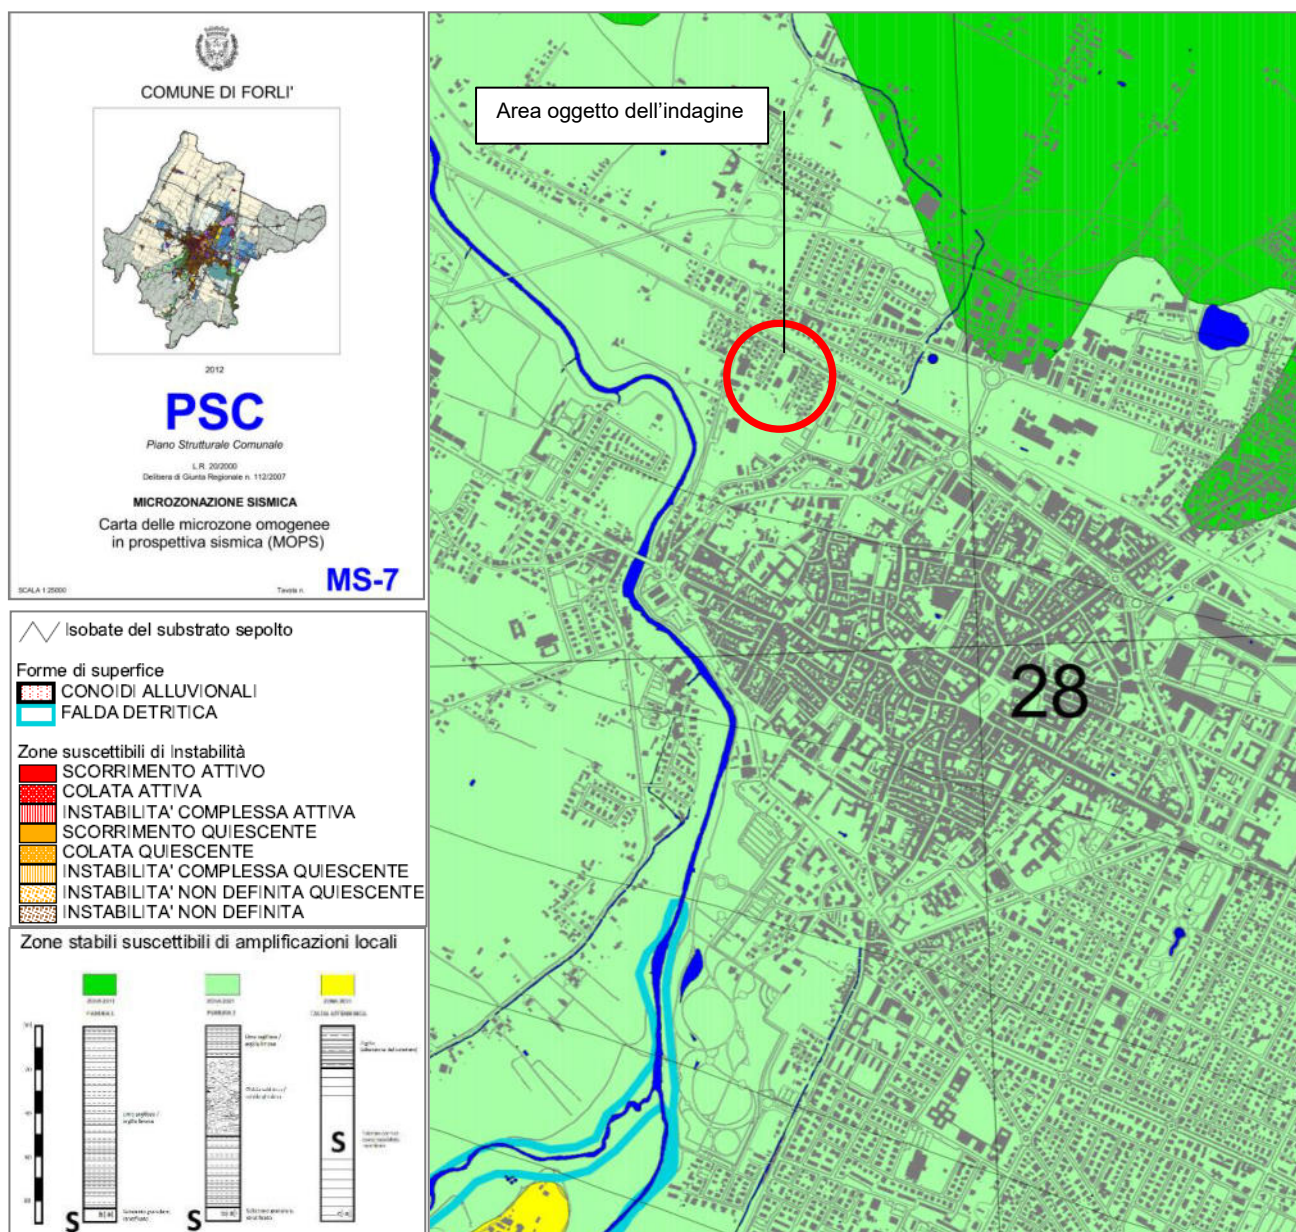 COMUNE DI FORLI'
2012
PSC
Piano Strutturale Comunale
L.R. 20/2000
Delibera di Giunta Regionale n. 112/2007
MICROZONAZIONE SISMICA
Carta delle microzone omogenee
in prospettiva sismica (MOPS)
SCALA 1:25000
Tavola n.
MS-7
Isobate del substrato sepolto
Forme di superfice
CONOIDI ALLUVIONALI
FALDA DETRITICA
Zone suscettibili di Instabilità
SCORRIMENTO ATTIVO
COLATA ATTIVA
INSTABILITA' COMPLESSA ATTIVA
SCORRIMENTO QUIESCENTE
COLATA QUIESCENTE
INSTABILITA' COMPLESSA QUIESCENTE
INSTABILITA' NON DEFINITA QUIESCENTE
INSTABILITA' NON DEFINITA
Zone stabili suscettibili di amplificazioni locali
PIANURA 2
S
S
S
Area oggetto dell'indagine
28